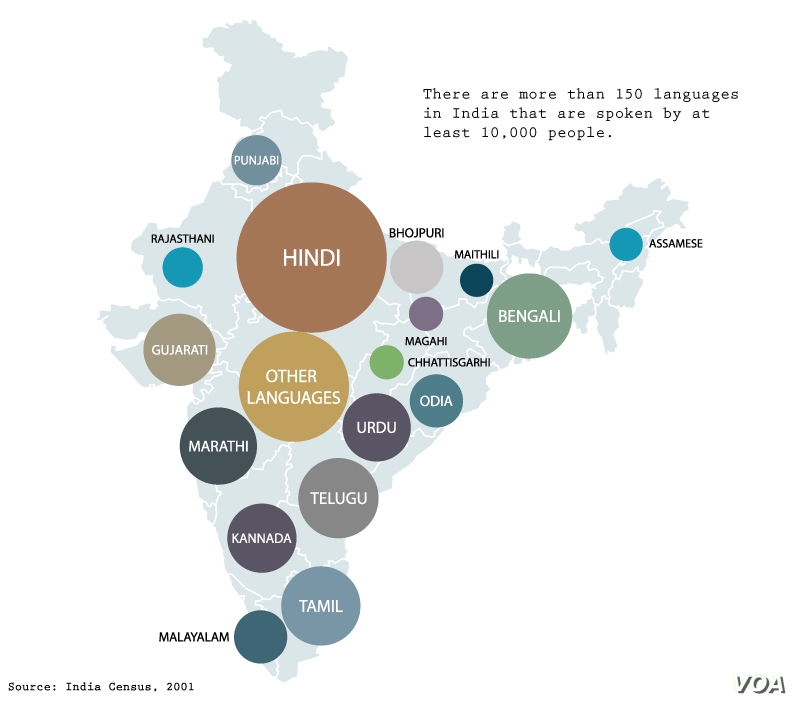 There are more than 150 languages
in India that are spoken by at
least 10,000 people.
PUNJABI
RAJASTHANI
HINDI
BHOJPURI
MAITHILI
ASSAMESE
BENGALI
MAGAHI
GUJARATI
CHHATTISGARHI
OTHER
LANGUAGES
ODIA
URDU
MARATHI
TELUGU
KANNADA
TAMIL
MALAYALAM
Source: India Census, 2001
VOA